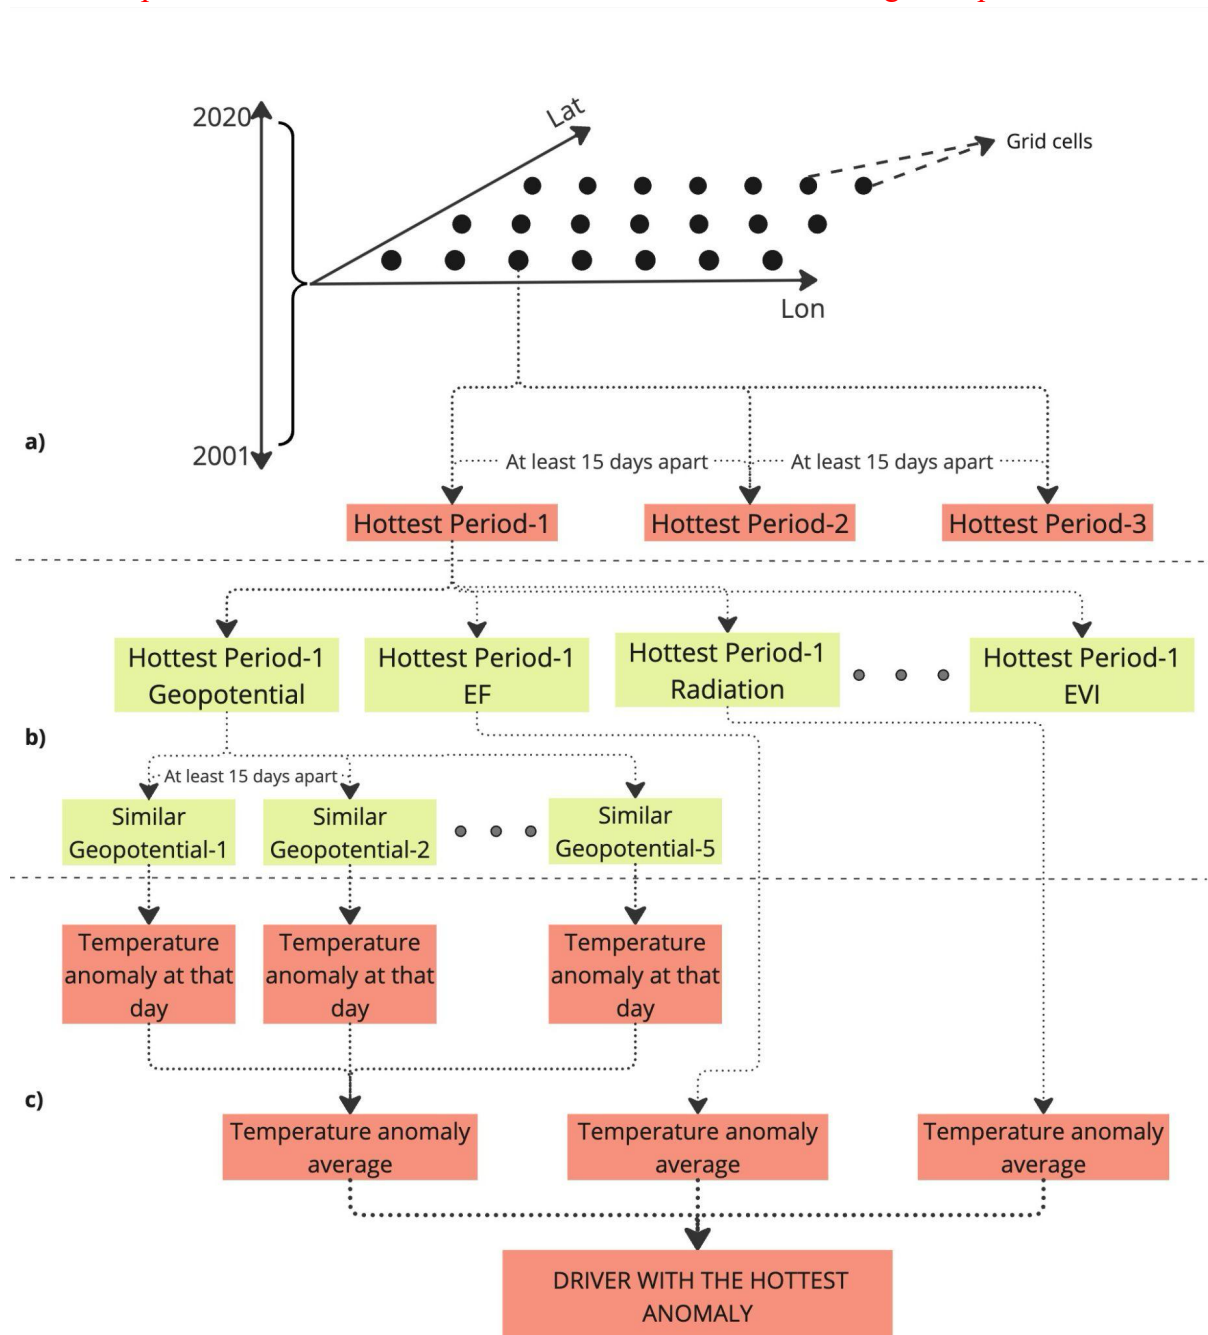 2020
Lat
Grid cells
Lon
2001
a)
At least 15 days apart
At least 15 days apart
Hottest Period-1
Hottest Period-2
Hottest Period-3
Hottest Period-1
Geopotential
Hottest Period-1
EF
Hottest Period-1
Radiation
Hottest Period-1
EVI
b)
At least 15 days apart
Similar
Geopotential-1
Similar
Geopotential-2
Similar
Geopotential-5
Temperature
anomaly at that
day
Temperature
anomaly at that
day
Temperature
anomaly at that
day
c)
Temperature anomaly
average
Temperature anomaly
average
Temperature anomaly
average
DRIVER WITH THE HOTTEST
ANOMALY